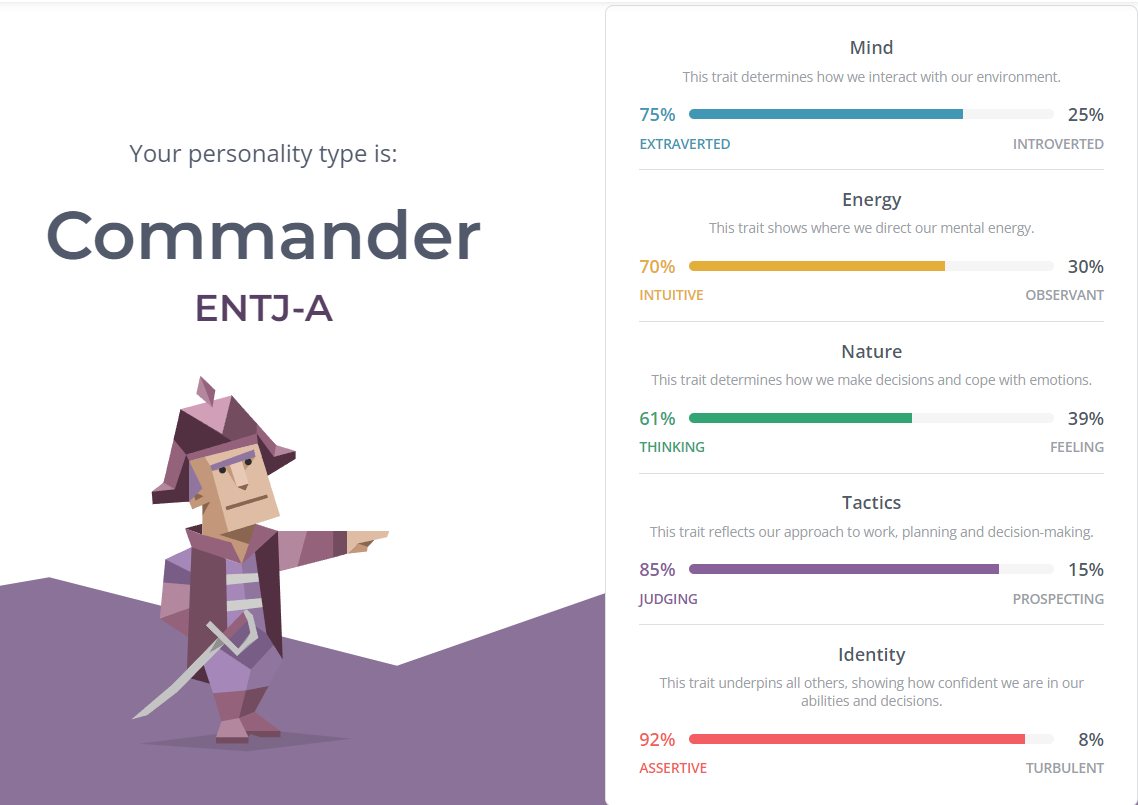 Your personality type is:
Commander
ENTJ-A
Mind
This trait determines how we interact with our environment.
75% 25%
EXTRAVERTED INTROVERTED
Energy
This trait shows where we direct our mental energy.
70% 30%
INTUITIVE OBSERVANT
Nature
This trait determines how we make decisions and cope with emotions.
61% 39%
THINKING FEELING
Tactics
This trait reflects our approach to work, planning and decision-making.
85% 15%
JUDGING PROSPECTING
Identity
This trait underpins all others, showing how confident we are in our
abilities and decisions.
92% 8%
ASSERTIVE TURBULENT